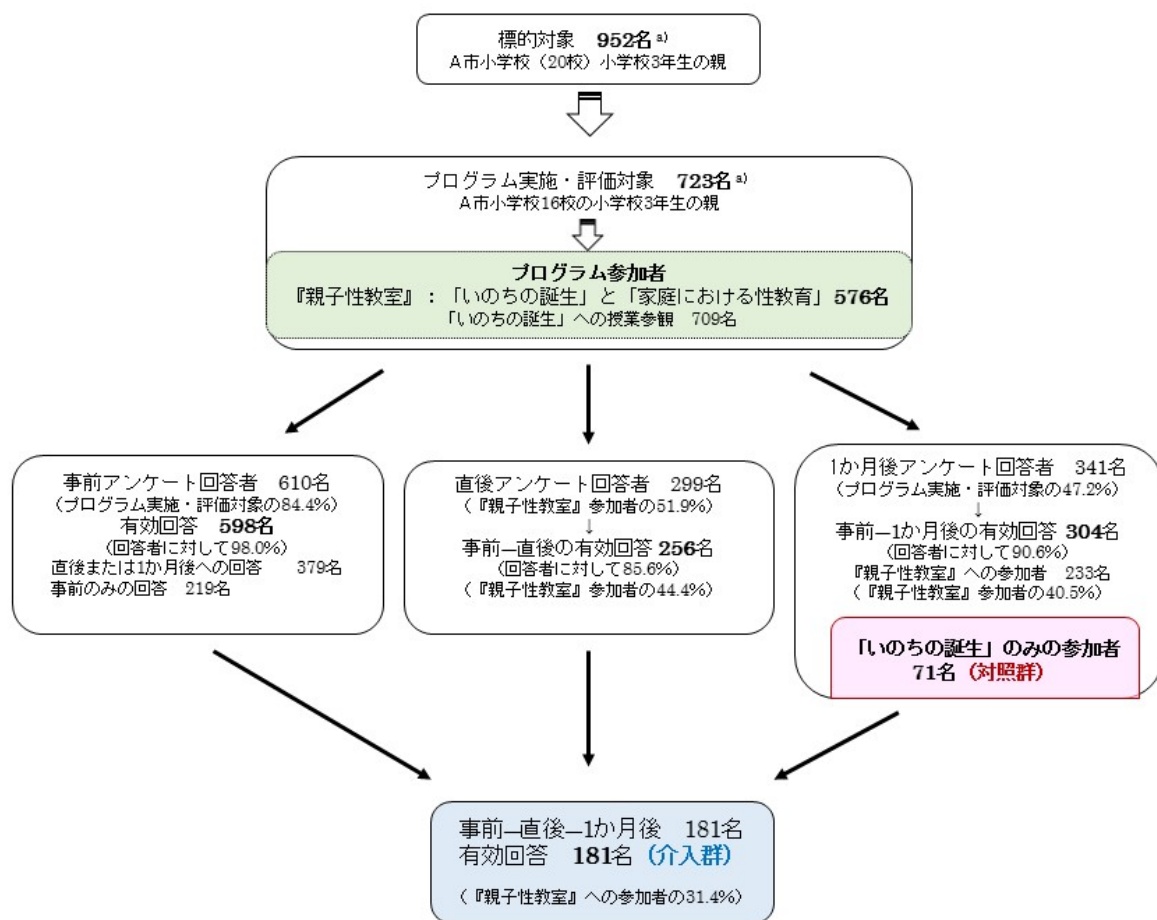 標的対象　952名 a)
A市小学校（20校）小学校3年生の親
プログラム実施・評価対象　723名 a)
A市小学校16校の小学校3年生の親
プログラム参加者
『親子性教室』：「いのちの誕生」と「家庭における性教育」576名
「いのちの誕生」への授業参観　709名
事前アンケート回答者　610名
（プログラム実施・評価対象の84.4%）
有効回答　598名
（回答者に対して98.0%）
直後または1か月後への回答　379名
事前のみの回答　219名
直後アンケート回答者　299名
（『親子性教室』参加者の51.9%）
↓
事前―直後の有効回答 256名
（回答者に対して85.6%）
（『親子性教室』参加者の44.4%）
1か月後アンケート回答者　341名
（プログラム実施・評価対象の47.2%）
↓
事前―1か月後の有効回答 304名
（回答者に対して90.6%）
『親子性教室』への参加者　233名
（『親子性教室』参加者の40.5%）
「いのちの誕生」のみの参加者
71名（対照群）
事前―直後―1か月後　181名
有効回答　181名（介入群）
（『親子性教室』への参加者の31.4%）